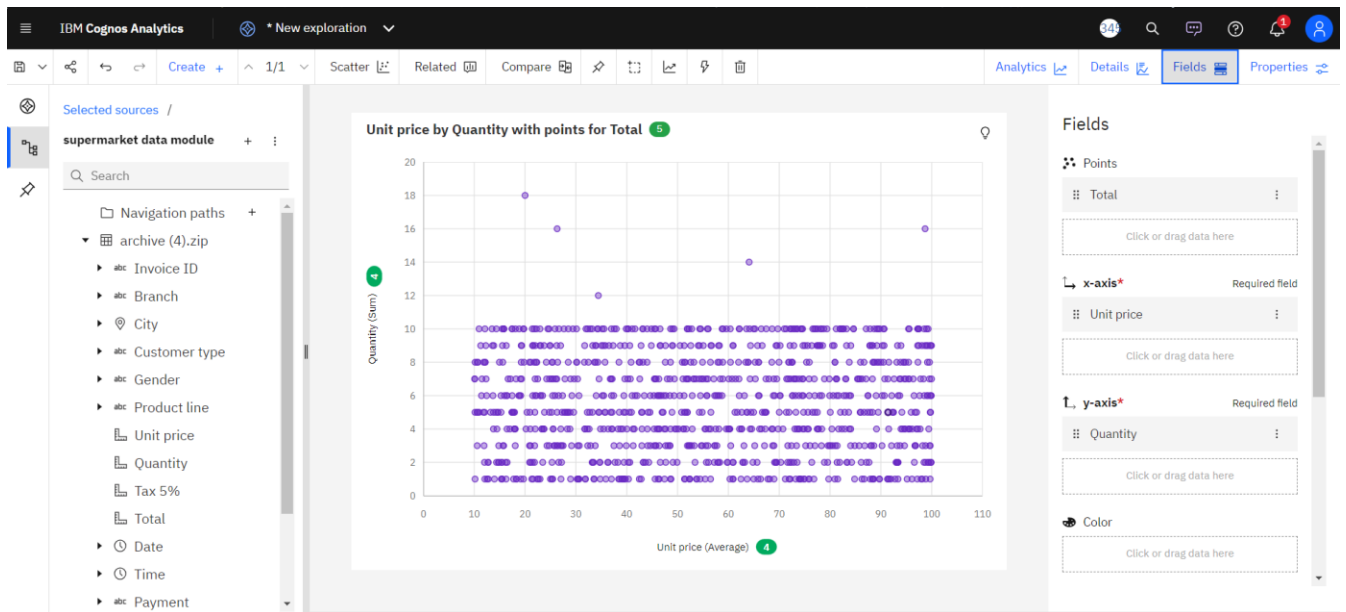 IBM Cognos Analytics
* New exploration
345
1
Create +
1/1
Scatter
Related
Compare
Analytics
Details
Fields
Properties
Selected sources /
supermarket data module + ⋮
Search
Navigation paths +
archive (4).zip
abc Invoice ID
abc Branch
City
abc Customer type
abc Gender
abc Product line
Unit price
Quantity
Tax 5%
Total
Date
Time
abc Payment
Unit price by Quantity with points for Total 5
20
18
16
14
12
10
8
6
4
2
0
Quantity (Sum) 4
0 10 20 30 40 50 60 70 80 90 100 110
Unit price (Average) 4
Fields
Points
Total
Click or drag data here
x-axis* Required field
Unit price
Click or drag data here
y-axis* Required field
Quantity
Click or drag data here
Color
Click or drag data here